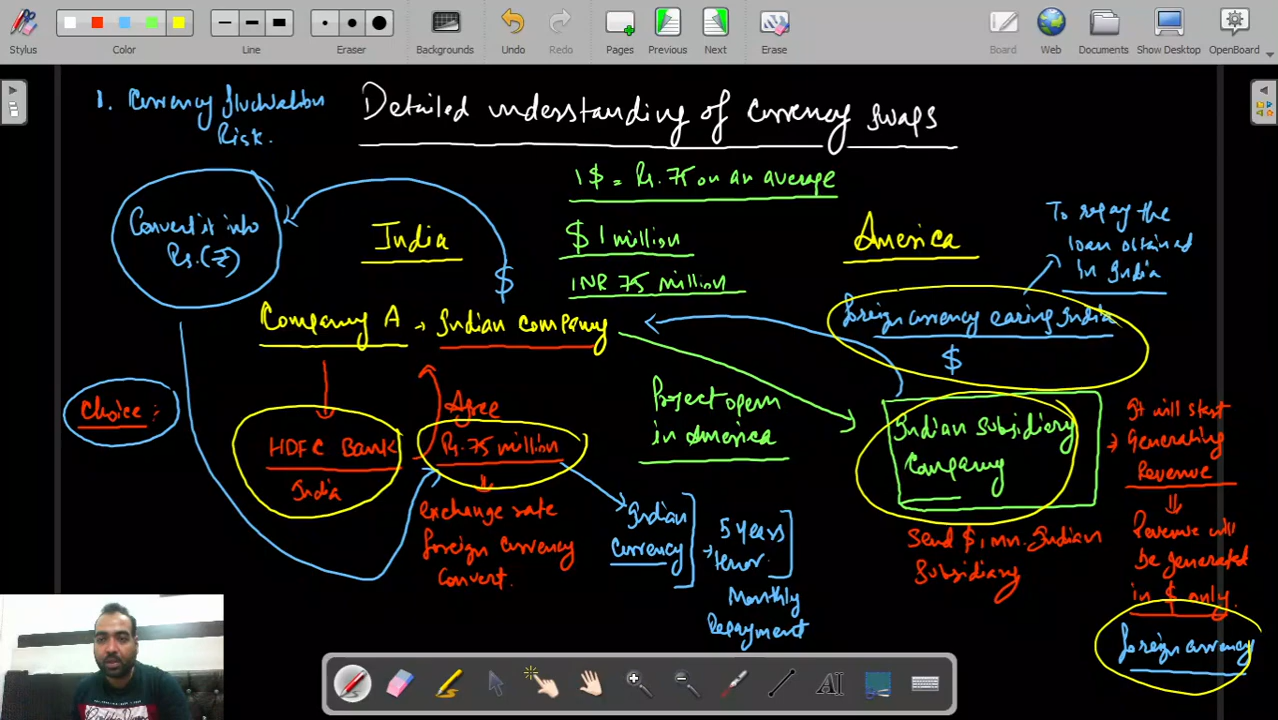 Stylus
Color
Line
Eraser
Backgrounds
Undo
Redo
Pages
Previous
Next
Erase
Board
Web
Documents
Show Desktop
OpenBoard
1. Currency fluctuation
Risk.
Detailed understanding of Currency swaps
1$ = Rs. 75 on an average
$ 1 million
INR 75 million
Convert it into
Rs.(₹)
India
$
America
To repay the
loan obtained
in India
Company A → Indian company
foreign currency earing India
$
Choice:
HDFC Bank
India
Agree
Rs. 75 million
exchange rate
foreign currency
convert.
Project open
in America
Indian Subsidiary
Company
It will start
→ Generating
Revenue
⇓
Revenue will
be generated
in $ only.
foreign currency
Indian
Currency
→ 5 years
tenor.
Monthly
Repayment
Send $1 mn. Indian
Subsidiary